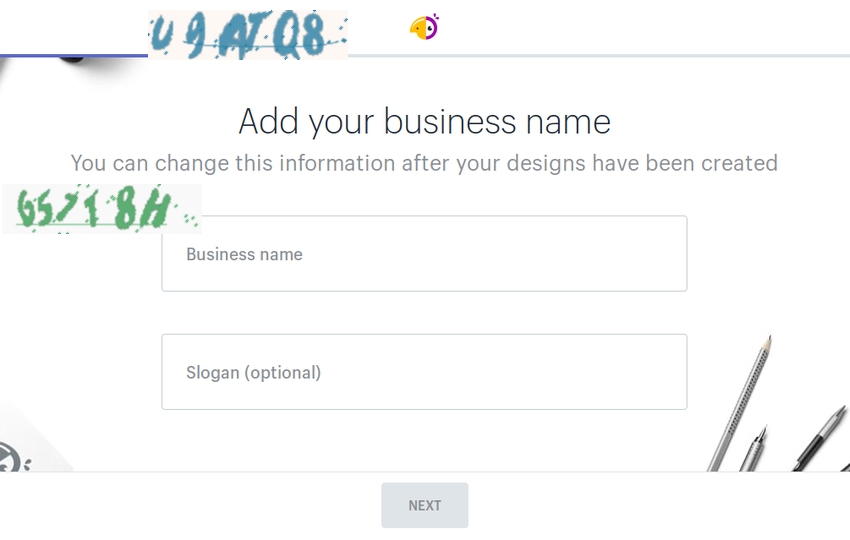 U9ATQ8
Add your business name
You can change this information after your designs have been created
Business name
Slogan (optional)
NEXT